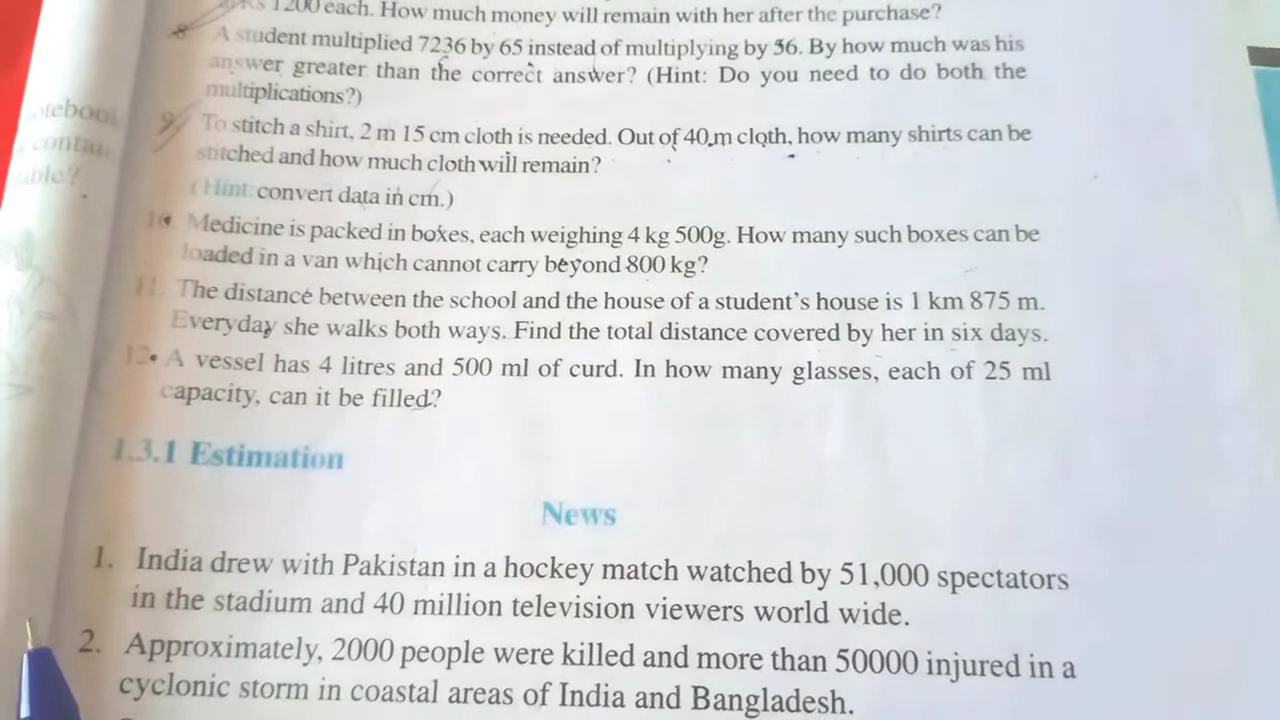 1200 each. How much money will remain with her after the purchase?
8. A student multiplied 7236 by 65 instead of multiplying by 56. By how much was his
answer greater than the correct answer? (Hint: Do you need to do both the
multiplications?)
9. To stitch a shirt, 2 m 15 cm cloth is needed. Out of 40 m cloth, how many shirts can be
stitched and how much cloth will remain?
(Hint: convert data in cm.)
10. Medicine is packed in boxes, each weighing 4 kg 500g. How many such boxes can be
loaded in a van which cannot carry beyond 800 kg?
11. The distance between the school and the house of a student's house is 1 km 875 m.
Everyday she walks both ways. Find the total distance covered by her in six days.
12. A vessel has 4 litres and 500 ml of curd. In how many glasses, each of 25 ml
capacity, can it be filled?
1.3.1 Estimation
News
1. India drew with Pakistan in a hockey match watched by 51,000 spectators
in the stadium and 40 million television viewers world wide.
2. Approximately, 2000 people were killed and more than 50000 injured in a
cyclonic storm in coastal areas of India and Bangladesh.